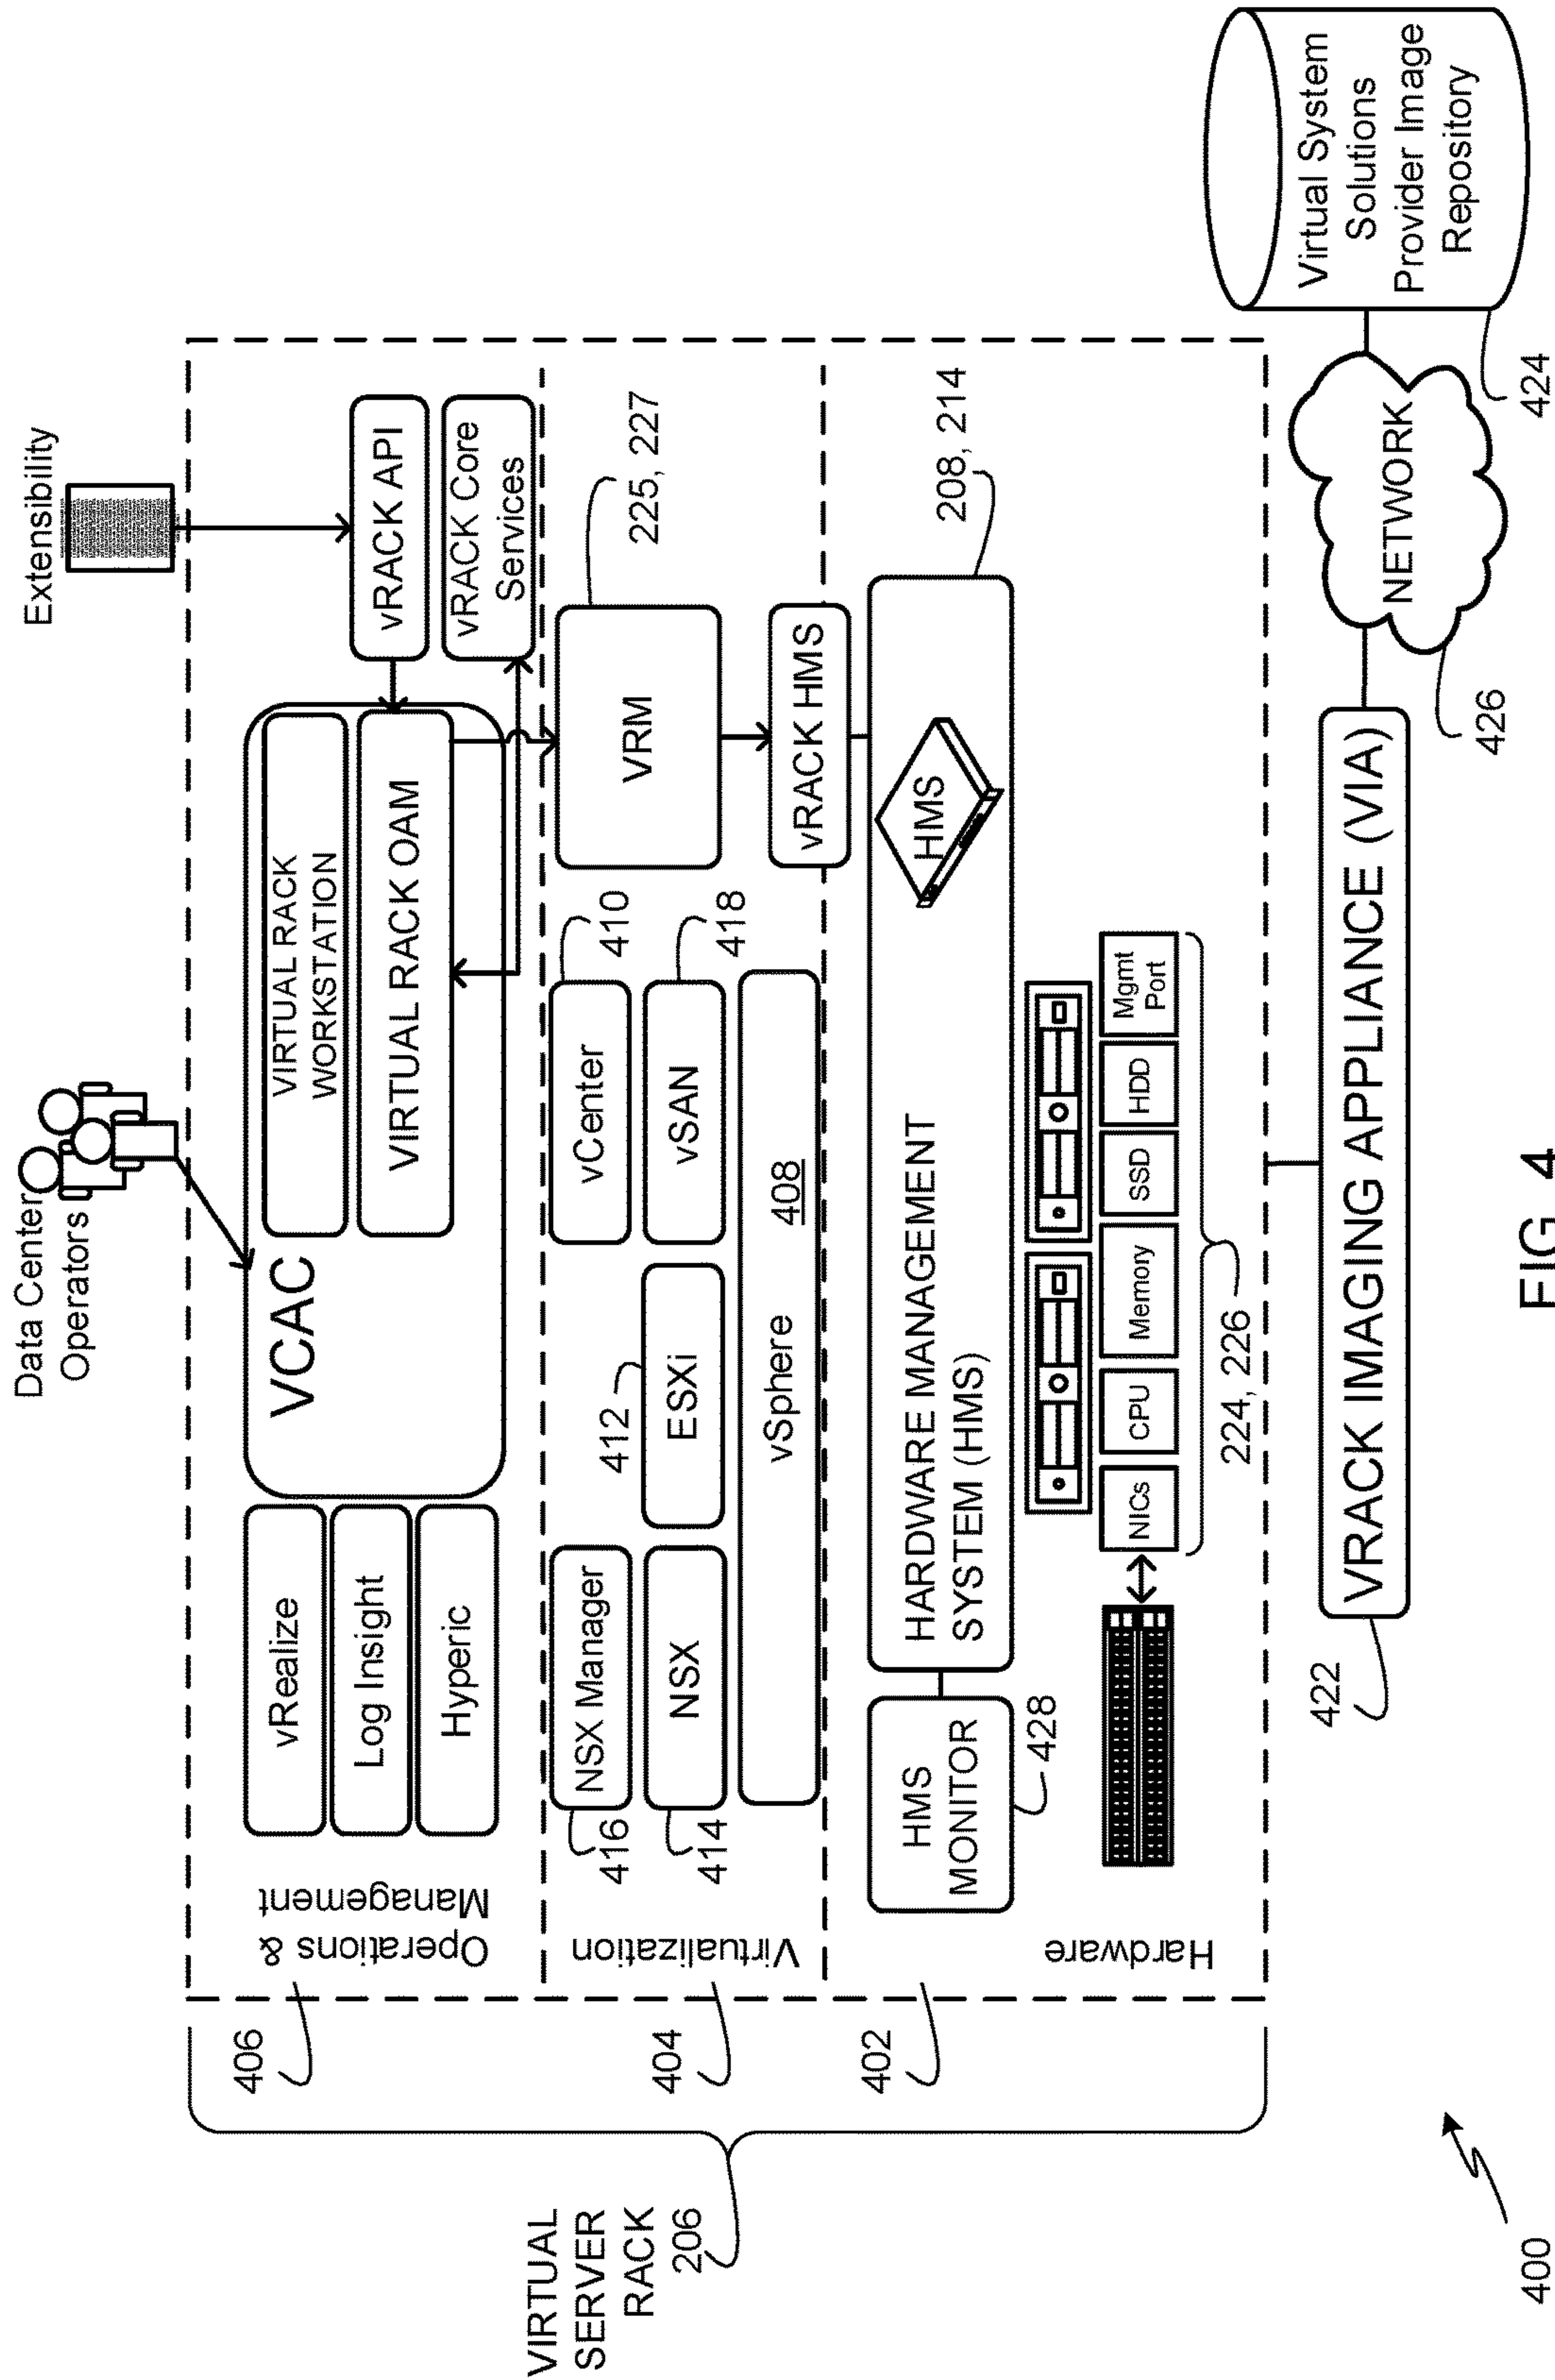 Data Center
Operators
Extensibility
VCAC
VIRTUAL RACK
WORKSTATION
VIRTUAL RACK OAM
vRACK API
vRACK Core
Services
vRealize
Log Insight
Hyperic
Operations &
Management
406
NSX Manager
416
NSX
414
412
ESXi
vCenter
410
vSAN
418
vSphere
408
VRM
225, 227
vRACK HMS
Virtualization
404
HMS
MONITOR
428
HARDWARE MANAGEMENT
SYSTEM (HMS)
HMS
208, 214
NICs
CPU
Memory
SSD
HDD
Mgmt
Port
224, 226
Hardware
402
VIRTUAL
SERVER
RACK
206
VRACK IMAGING APPLIANCE (VIA)
422
NETWORK
426
Virtual System
Solutions
Provider Image
Repository
424
400
FIG. 4